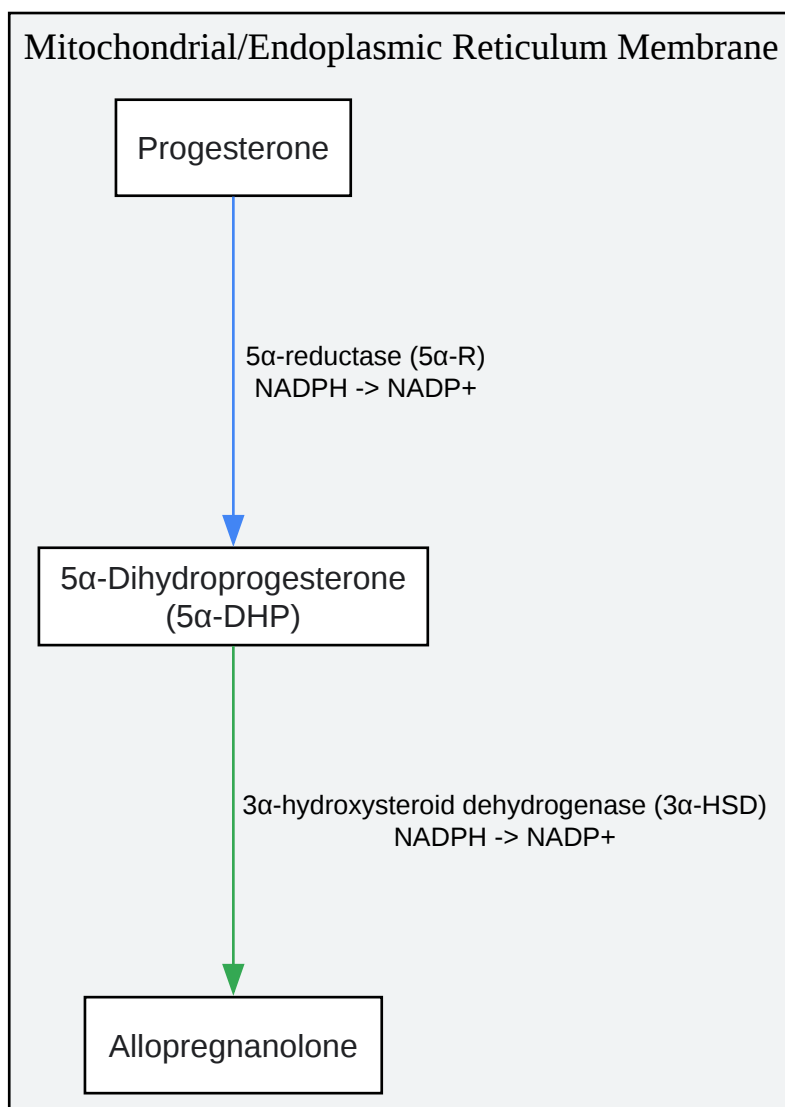 Mitochondrial/Endoplasmic Reticulum Membrane
Progesterone
5α-reductase (5α-R)
NADPH -> NADP+
5α-Dihydroprogesterone
(5α-DHP)
3α-hydroxysteroid dehydrogenase (3α-HSD)
NADPH -> NADP+
Allopregnanolone